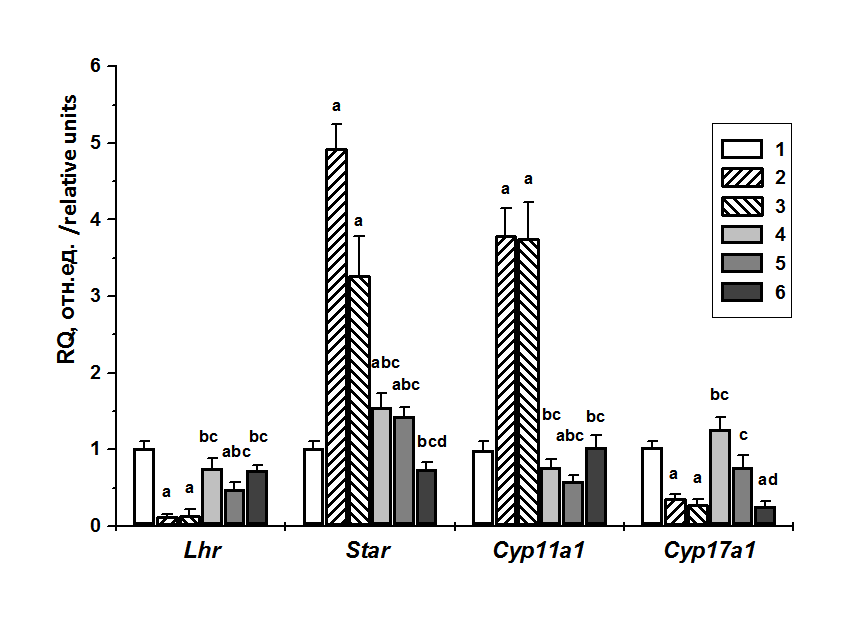 6
5
4
3
2
1
0
RQ, отн.ед. /relative units
a
a
a
a
a
a
bc
abc
bc
abc
abc
bcd
bc
abc
bc
a
a
bc
c
ad
Lhr
Star
Cyp11a1
Cyp17a1
1
2
3
4
5
6